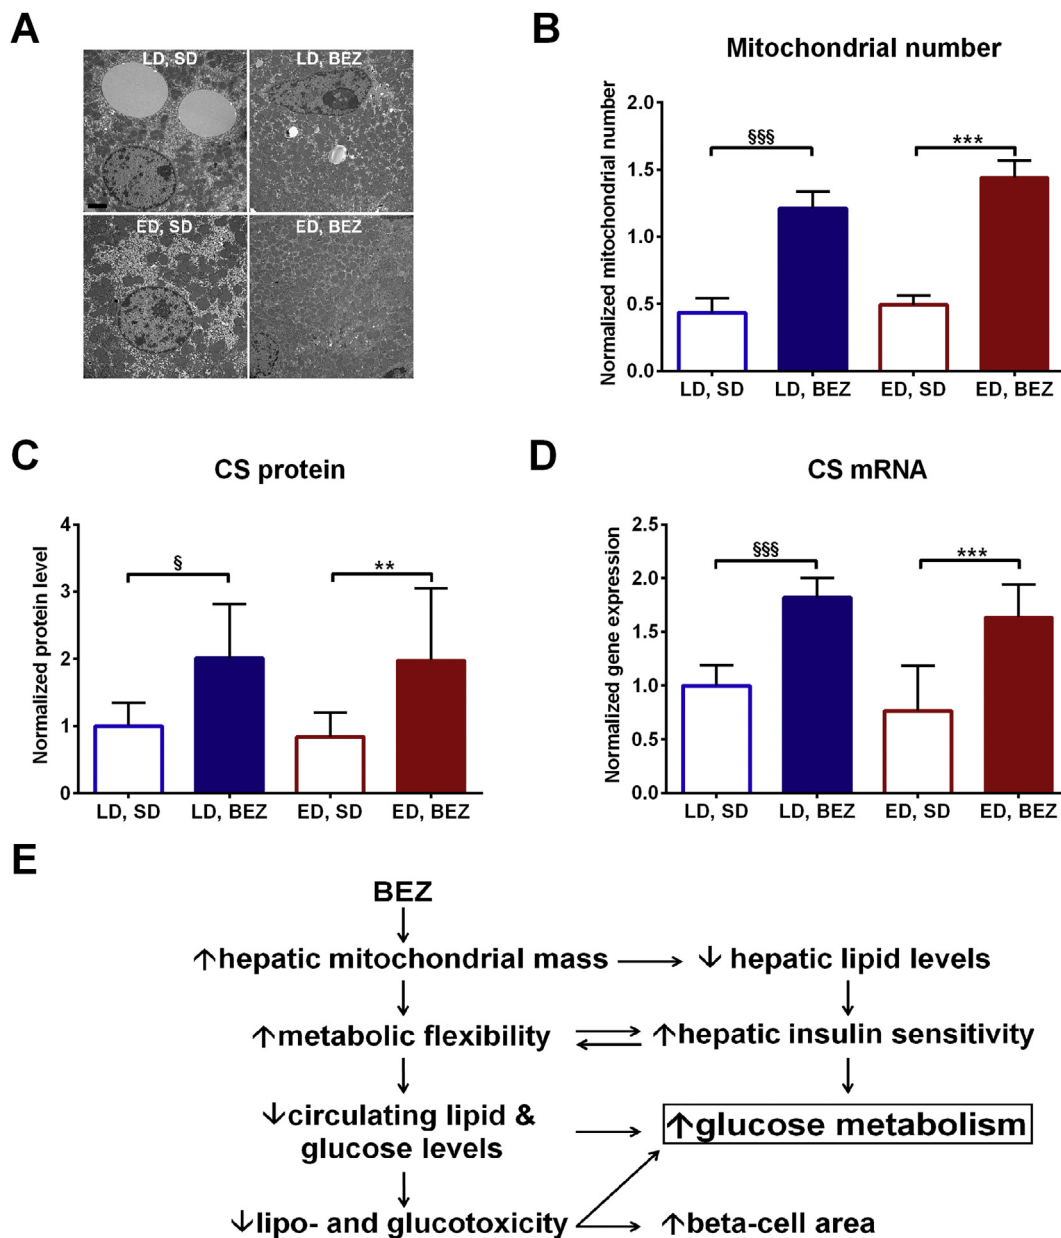 A
LD, SD
LD, BEZ
ED, SD
ED, BEZ
B
Mitochondrial number
Normalized mitochondrial number
2.0
1.5
1.0
0.5
0.0
§§§
***
LD, SD
LD, BEZ
ED, SD
ED, BEZ
C
CS protein
Normalized protein level
4
3
2
1
0
§
**
LD, SD
LD, BEZ
ED, SD
ED, BEZ
D
CS mRNA
Normalized gene expression
2.5
2.0
1.5
1.0
0.5
0.0
§§§
***
LD, SD
LD, BEZ
ED, SD
ED, BEZ
E
BEZ
↑hepatic mitochondrial mass → ↓ hepatic lipid levels
↑metabolic flexibility ⇄ ↑hepatic insulin sensitivity
↓circulating lipid &
glucose levels → ↑glucose metabolism
↓lipo- and glucotoxicity → ↑beta-cell area